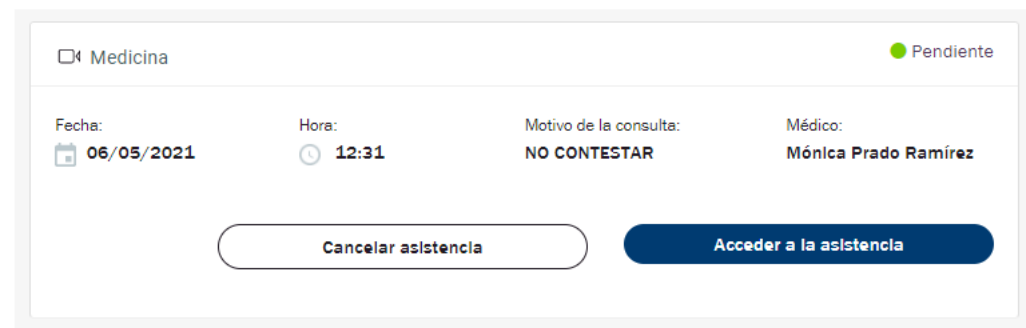 Medicina
Pendiente
Fecha:
Hora:
Motivo de la consulta:
Médico:
06/05/2021
12:31
NO CONTESTAR
Mónica Prado Ramírez
Cancelar asistencia
Acceder a la asistencia